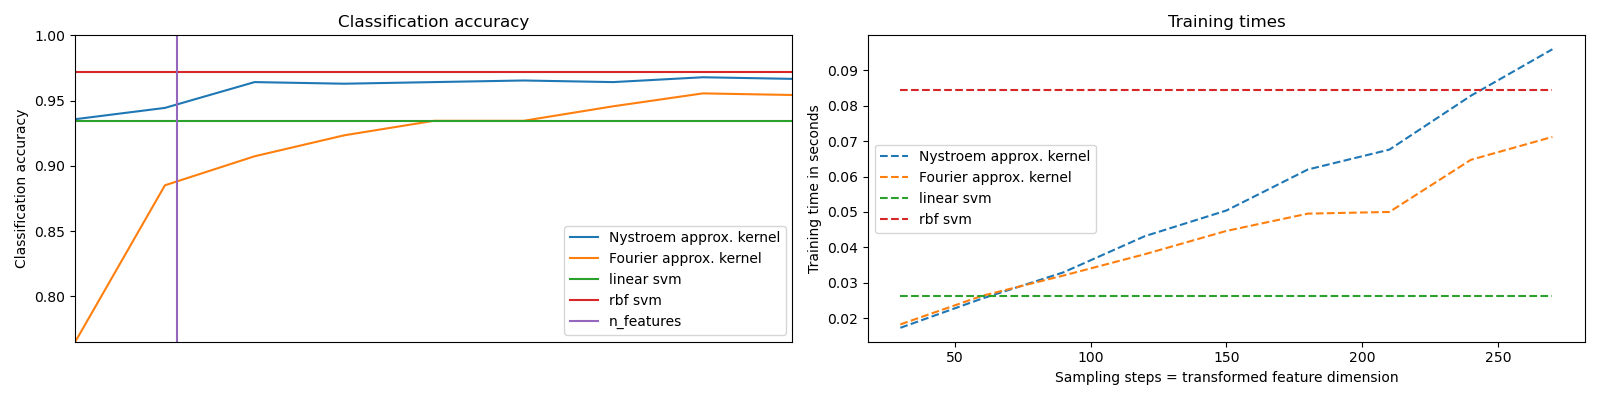 Classification accuracy
Classification accuracy
1.00
0.95
0.90
0.85
0.80
Nystroem approx. kernel
Fourier approx. kernel
linear svm
rbf svm
n_features
Training times
Training time in seconds
0.09
0.08
0.07
0.06
0.05
0.04
0.03
0.02
Nystroem approx. kernel
Fourier approx. kernel
linear svm
rbf svm
50 100 150 200 250
Sampling steps = transformed feature dimension